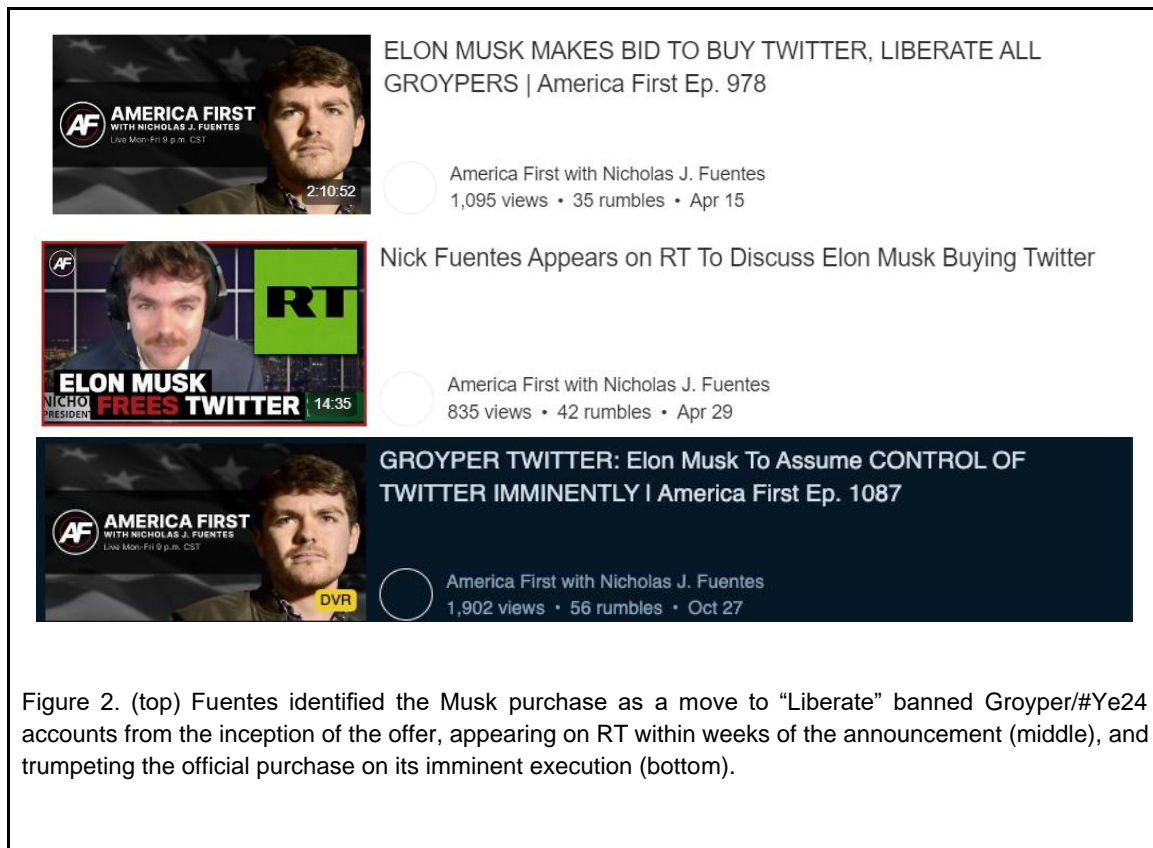 ELON MUSK MAKES BID TO BUY TWITTER, LIBERATE ALL
GROYPERS | America First Ep. 978
AF AMERICA FIRST
WITH NICHOLAS J. FUENTES
Live Mon-Fri 9 p.m. CST
2:10:52
America First with Nicholas J. Fuentes
1,095 views • 35 rumbles • Apr 15
AF
RT
ELON MUSK
NICHO
PRESIDENT
FREES TWITTER
14:35
Nick Fuentes Appears on RT To Discuss Elon Musk Buying Twitter
America First with Nicholas J. Fuentes
835 views • 42 rumbles • Apr 29
GROYPER TWITTER: Elon Musk To Assume CONTROL OF
TWITTER IMMINENTLY I America First Ep. 1087
AF AMERICA FIRST
WITH NICHOLAS J. FUENTES
Live Mon-Fri 9 p.m. CST
DVR
America First with Nicholas J. Fuentes
1,902 views • 56 rumbles • Oct 27
Figure 2. (top) Fuentes identified the Musk purchase as a move to “Liberate” banned Groyper/#Ye24
accounts from the inception of the offer, appearing on RT within weeks of the announcement (middle), and
trumpeting the official purchase on its imminent execution (bottom).